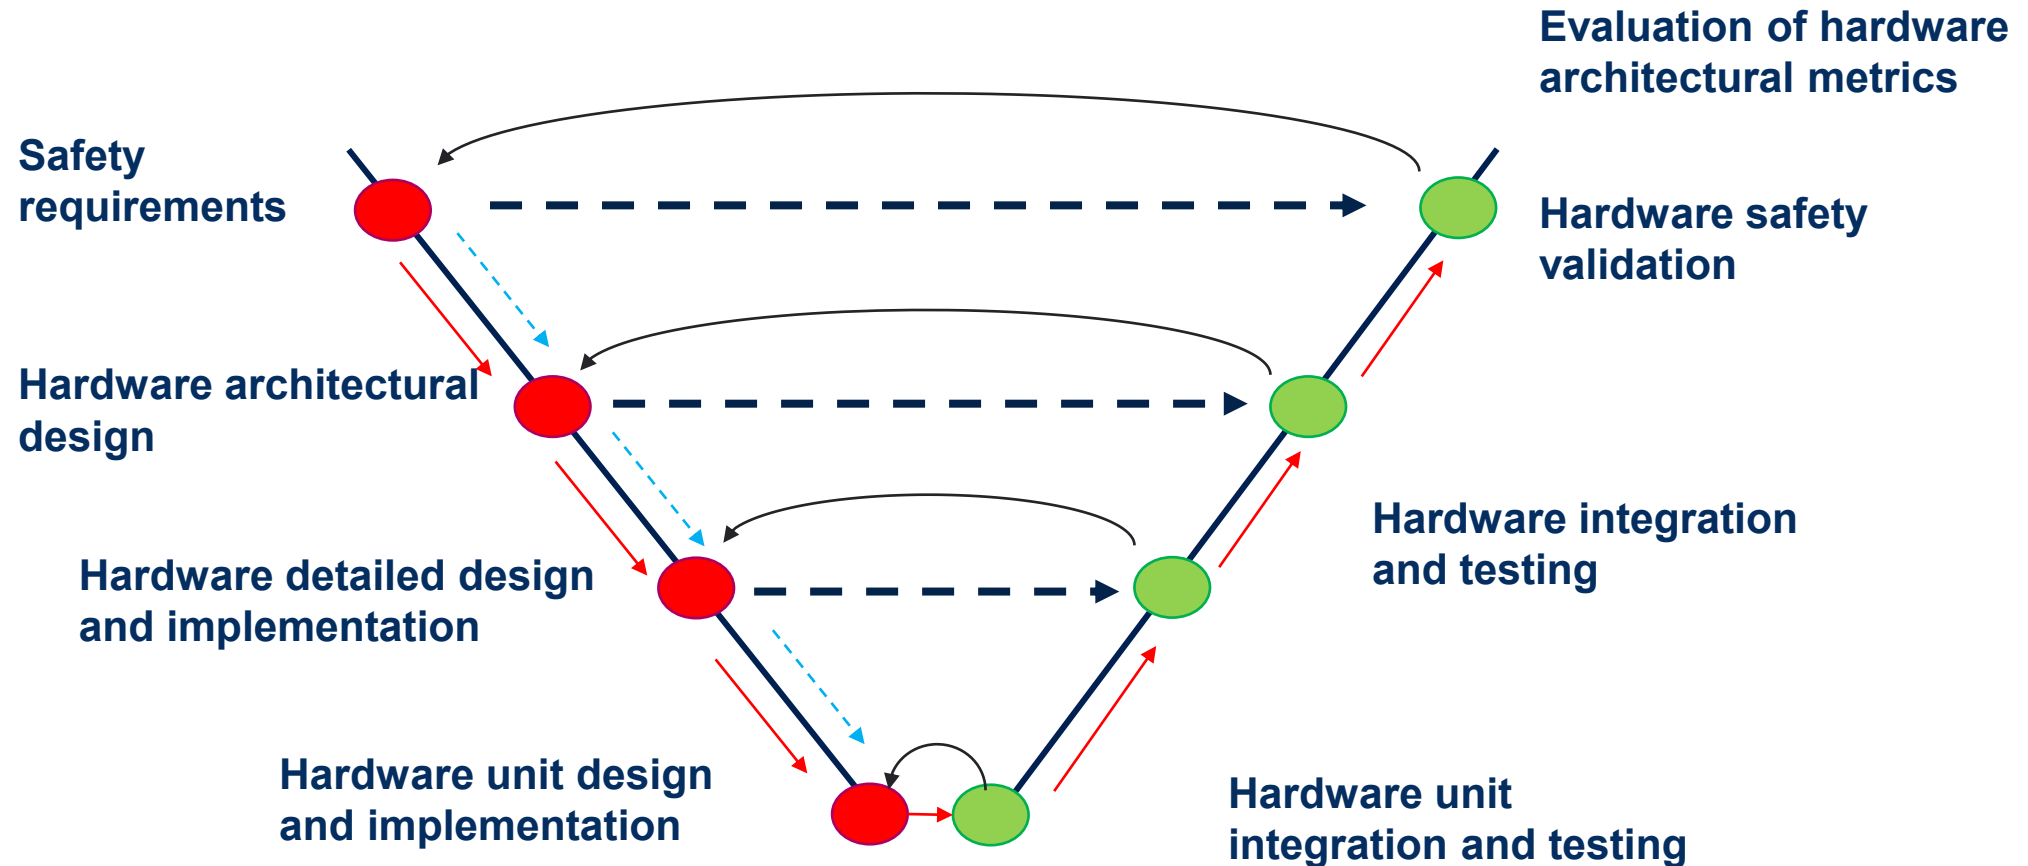 Evaluation of hardware
architectural metrics
Safety
requirements
Hardware safety
validation
Hardware architectural
design
Hardware integration
and testing
Hardware detailed design
and implementation
Hardware unit design
and implementation
Hardware unit
integration and testing